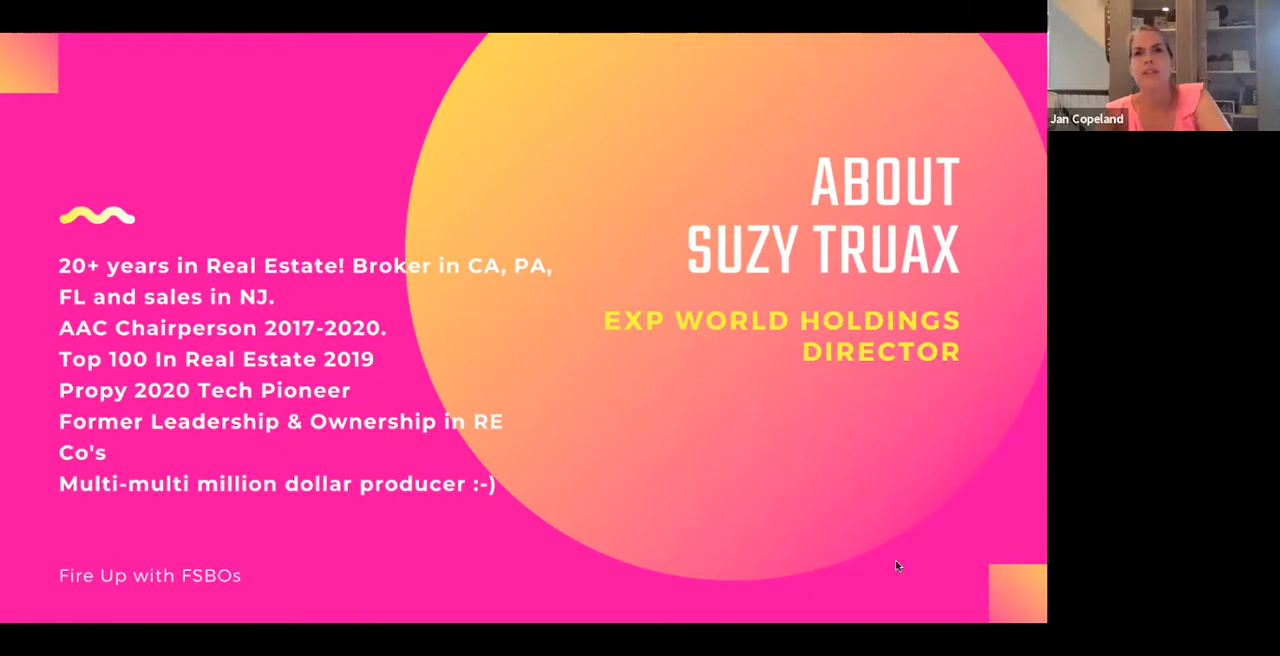 20+ years in Real Estate! Broker in CA, PA,
FL and sales in NJ.
AAC Chairperson 2017-2020.
Top 100 In Real Estate 2019
Propy 2020 Tech Pioneer
Former Leadership & Ownership in RE
Co's
Multi-multi million dollar producer :-)
Fire Up with FSBOs
ABOUT
SUZY TRUAX
EXP WORLD HOLDINGS
DIRECTOR
Jan Copeland